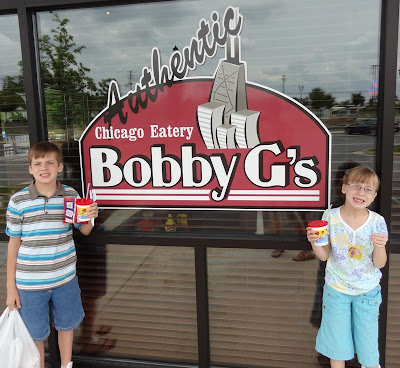 Authentic
Chicago Eatery
Bobby G's